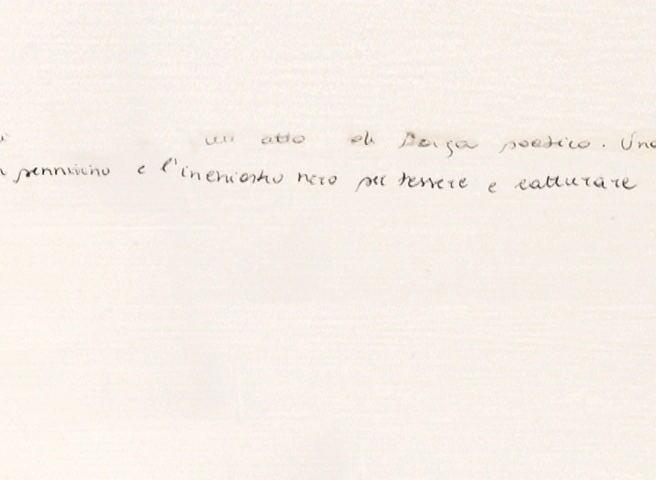 un atto di forza poetico. Una
pennino e l'inchiostro nero per tessere e catturare